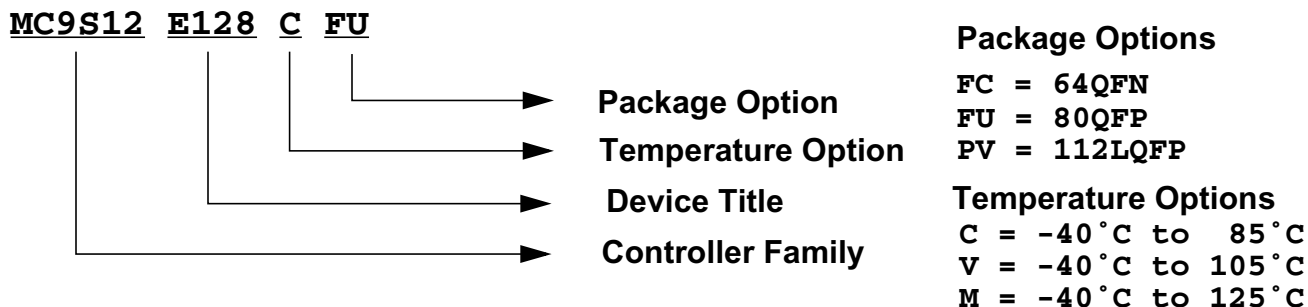 MC9S12 E128 C FU
Package Option
Temperature Option
Device Title
Controller Family
Package Options
FC = 64QFN
FU = 80QFP
PV = 112LQFP
Temperature Options
C = -40˚C to 85˚C
V = -40˚C to 105˚C
M = -40˚C to 125˚C